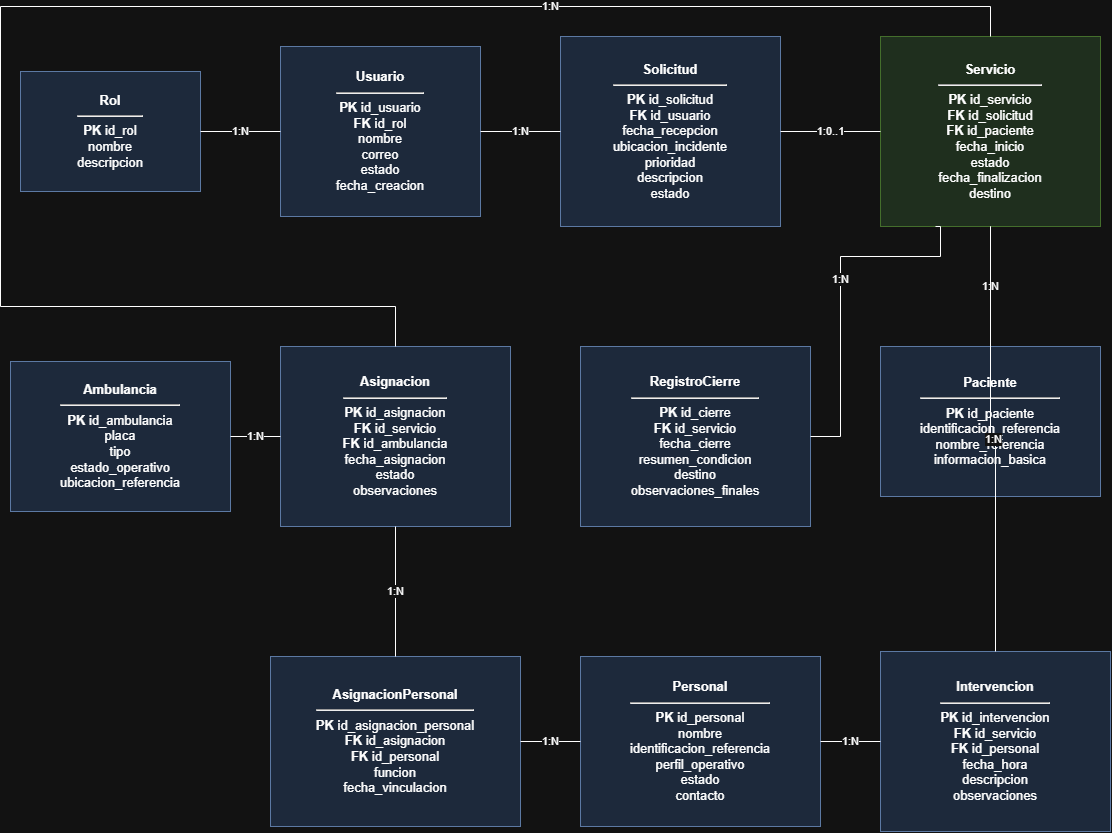 1:N
Rol
PK id_rol
nombre
descripcion
1:N
Usuario
PK id_usuario
FK id_rol
nombre
correo
estado
fecha_creacion
1:N
Solicitud
PK id_solicitud
FK id_usuario
fecha_recepcion
ubicacion_incidente
prioridad
descripcion
estado
1:0..1
Servicio
PK id_servicio
FK id_solicitud
FK id_paciente
fecha_inicio
estado
fecha_finalizacion
destino
1:N
1:N
Ambulancia
PK id_ambulancia
placa
tipo
estado_operativo
ubicacion_referencia
1:N
Asignacion
PK id_asignacion
FK id_servicio
FK id_ambulancia
fecha_asignacion
estado
observaciones
RegistroCierre
PK id_cierre
FK id_servicio
fecha_cierre
resumen_condicion
destino
observaciones_finales
Paciente
PK id_paciente
identificacion_referencia
nombre_referencia
informacion_basica
1:N
1:N
AsignacionPersonal
PK id_asignacion_personal
FK id_asignacion
FK id_personal
funcion
fecha_vinculacion
1:N
Personal
PK id_personal
nombre
identificacion_referencia
perfil_operativo
estado
contacto
1:N
Intervencion
PK id_intervencion
FK id_servicio
FK id_personal
fecha_hora
descripcion
observaciones